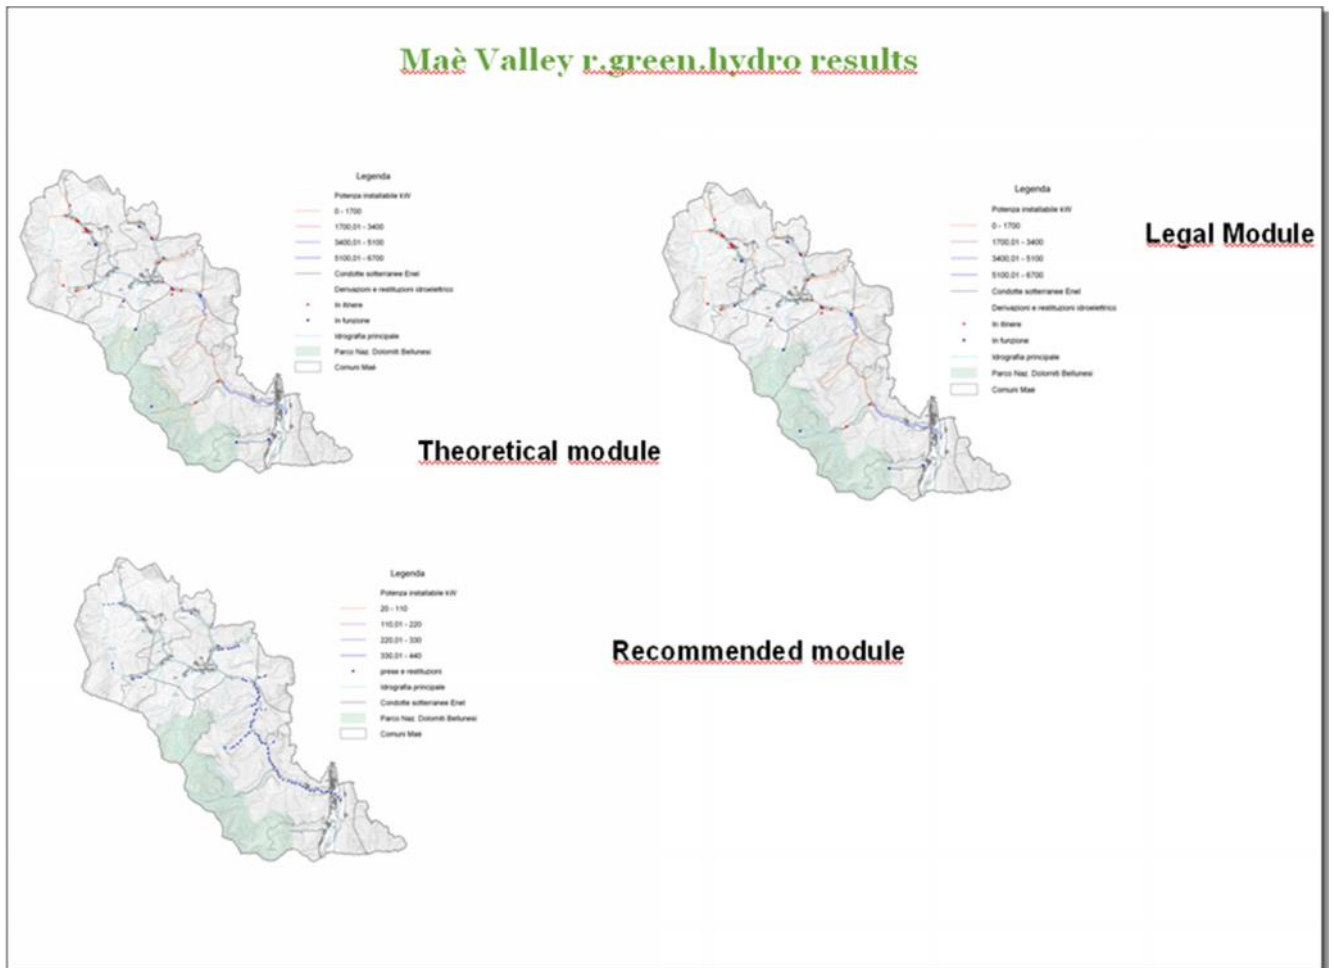 Maè Valley r.green.hydro results
Legenda
Potenza installabile kW
0 - 1700
1700,01 - 3400
3400,01 - 5100
5100,01 - 6700
Condotte sotterranee Enel
Derivazioni e restituzioni idroelettrico
In itinere
In funzione
Idrografia principale
Parco Naz. Dolomiti Bellunesi
Comuni Maè
Theoretical module
Legenda
Potenza installabile kW
0 - 1700
1700,01 - 3400
3400,01 - 5100
5100,01 - 6700
Condotte sotterranee Enel
Derivazioni e restituzioni idroelettrico
In itinere
In funzione
Idrografia principale
Parco Naz. Dolomiti Bellunesi
Comuni Maè
Legal Module
Legenda
Potenza installabile kW
20 - 110
110,01 - 220
220,01 - 330
330,01 - 440
prese e restituzioni
Idrografia principale
Condotte sotterranee Enel
Parco Naz. Dolomiti Bellunesi
Comuni Maè
Recommended module